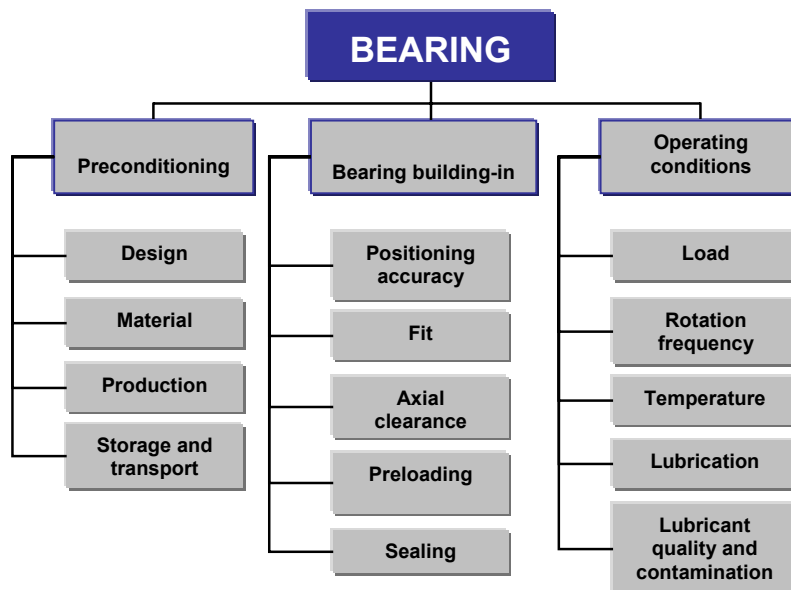 BEARING
Preconditioning
Design
Material
Production
Storage and
transport
Bearing building-in
Positioning
accuracy
Fit
Axial
clearance
Preloading
Sealing
Operating
conditions
Load
Rotation
frequency
Temperature
Lubrication
Lubricant
quality and
contamination